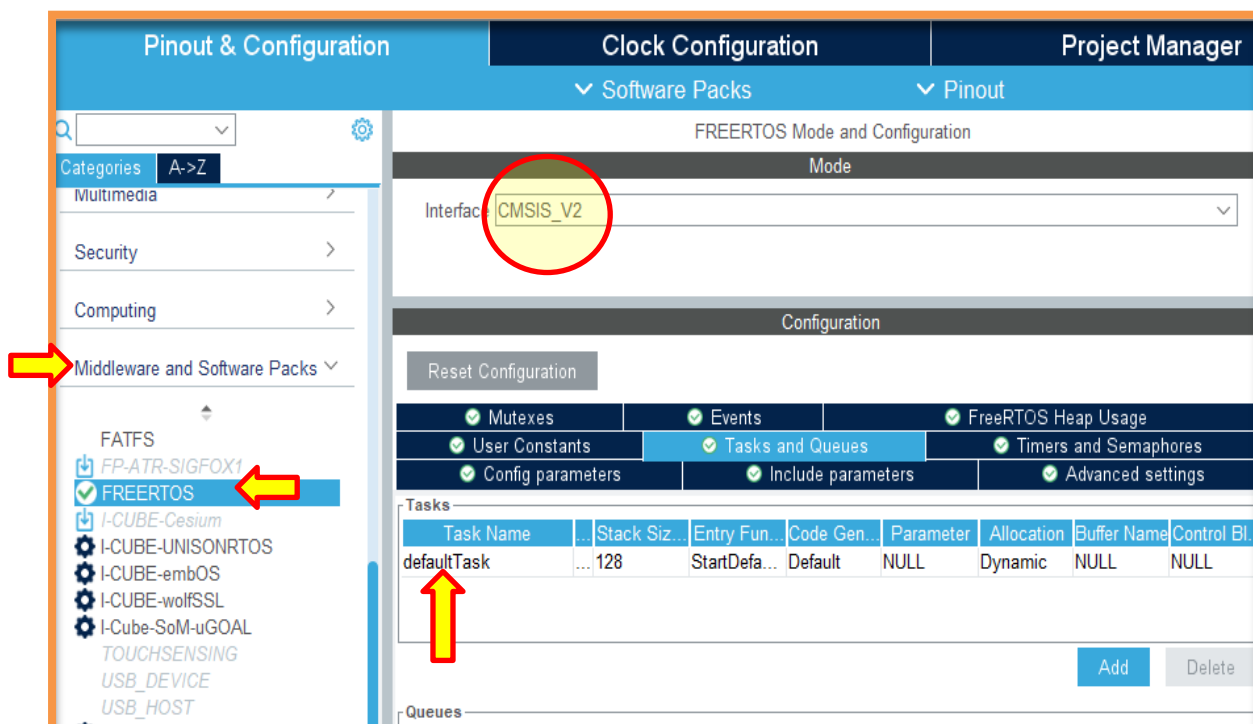 Pinout & Configuration
Clock Configuration
Project Manager
Software Packs
Pinout
Categories
A->Z
Multimedia
Security
Computing
Middleware and Software Packs
FATFS
FP-ATR-SIGFOX1
FREERTOS
I-CUBE-Cesium
I-CUBE-UNISONRTOS
I-CUBE-embOS
I-CUBE-wolfSSL
I-Cube-SoM-uGOAL
TOUCHSENSING
USB_DEVICE
USB_HOST
FREERTOS Mode and Configuration
Mode
Interface CMSIS_V2
Configuration
Reset Configuration
Mutexes Events FreeRTOS Heap Usage
User Constants Tasks and Queues Timers and Semaphores
Config parameters Include parameters Advanced settings
Tasks
Task Name ... Stack Siz... Entry Fun... Code Gen... Parameter Allocation Buffer Name Control Bl...
defaultTask ... 128 StartDefa... Default NULL Dynamic NULL NULL
Add Delete
Queues